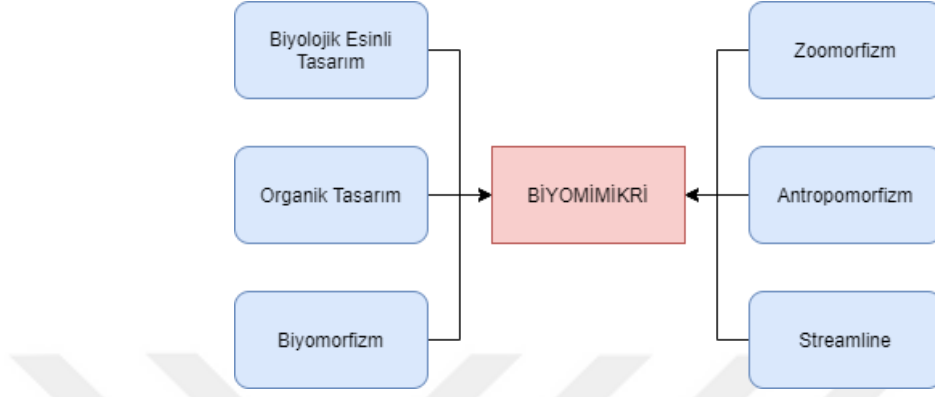 Biyolojik Esinli
Tasarım
Zoomorfizm
Organik Tasarım
BİYOMİMİKRİ
Antropomorfizm
Biyomorfizm
Streamline